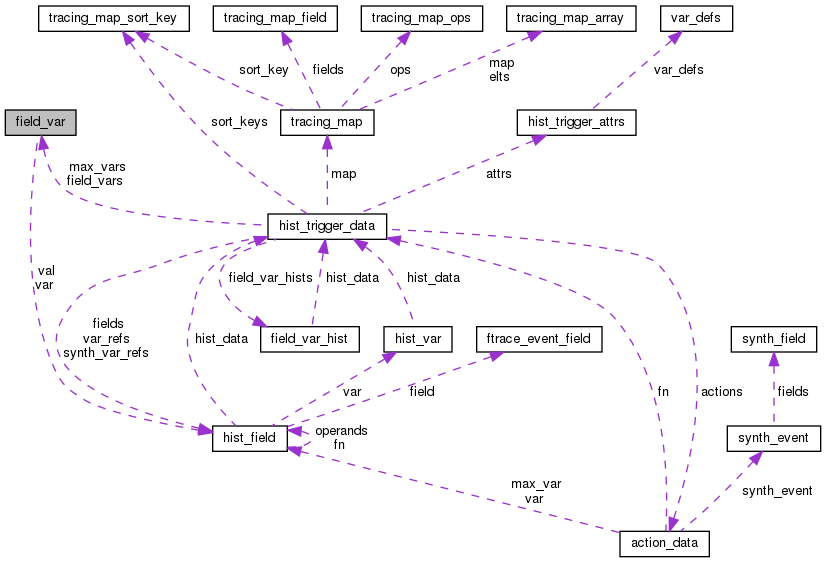 tracing_map_sort_key
tracing_map_field
tracing_map_ops
tracing_map_array
var_defs
sort_key
fields
ops
map
elts
var_defs
field_var
sort_keys
tracing_map
hist_trigger_attrs
max_vars
field_vars
map
attrs
hist_trigger_data
val
var
field_var_hists
hist_data
hist_data
fields
var_refs
synth_var_refs
hist_data
field_var_hist
hist_var
ftrace_event_field
synth_field
var
field
fn
actions
fields
hist_field
operands
fn
synth_event
max_var
var
synth_event
action_data